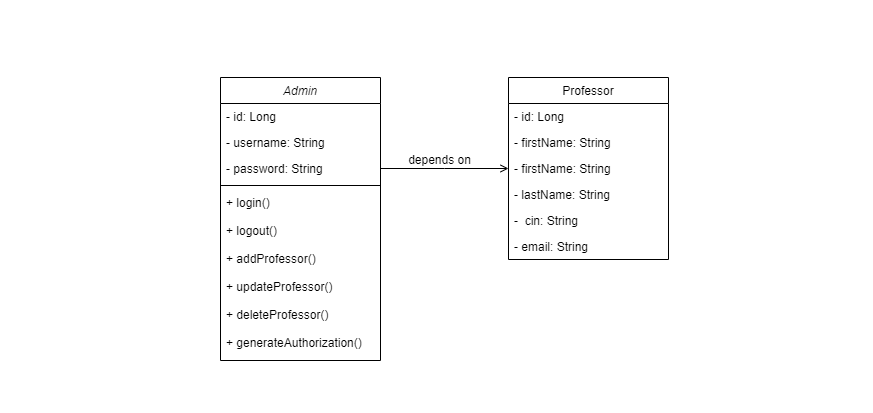 Admin
- id: Long
- username: String
- password: String
+ login()
+ logout()
+ addProfessor()
+ updateProfessor()
+ deleteProfessor()
+ generateAuthorization()
depends on
Professor
- id: Long
- firstName: String
- firstName: String
- lastName: String
-  cin: String
- email: String